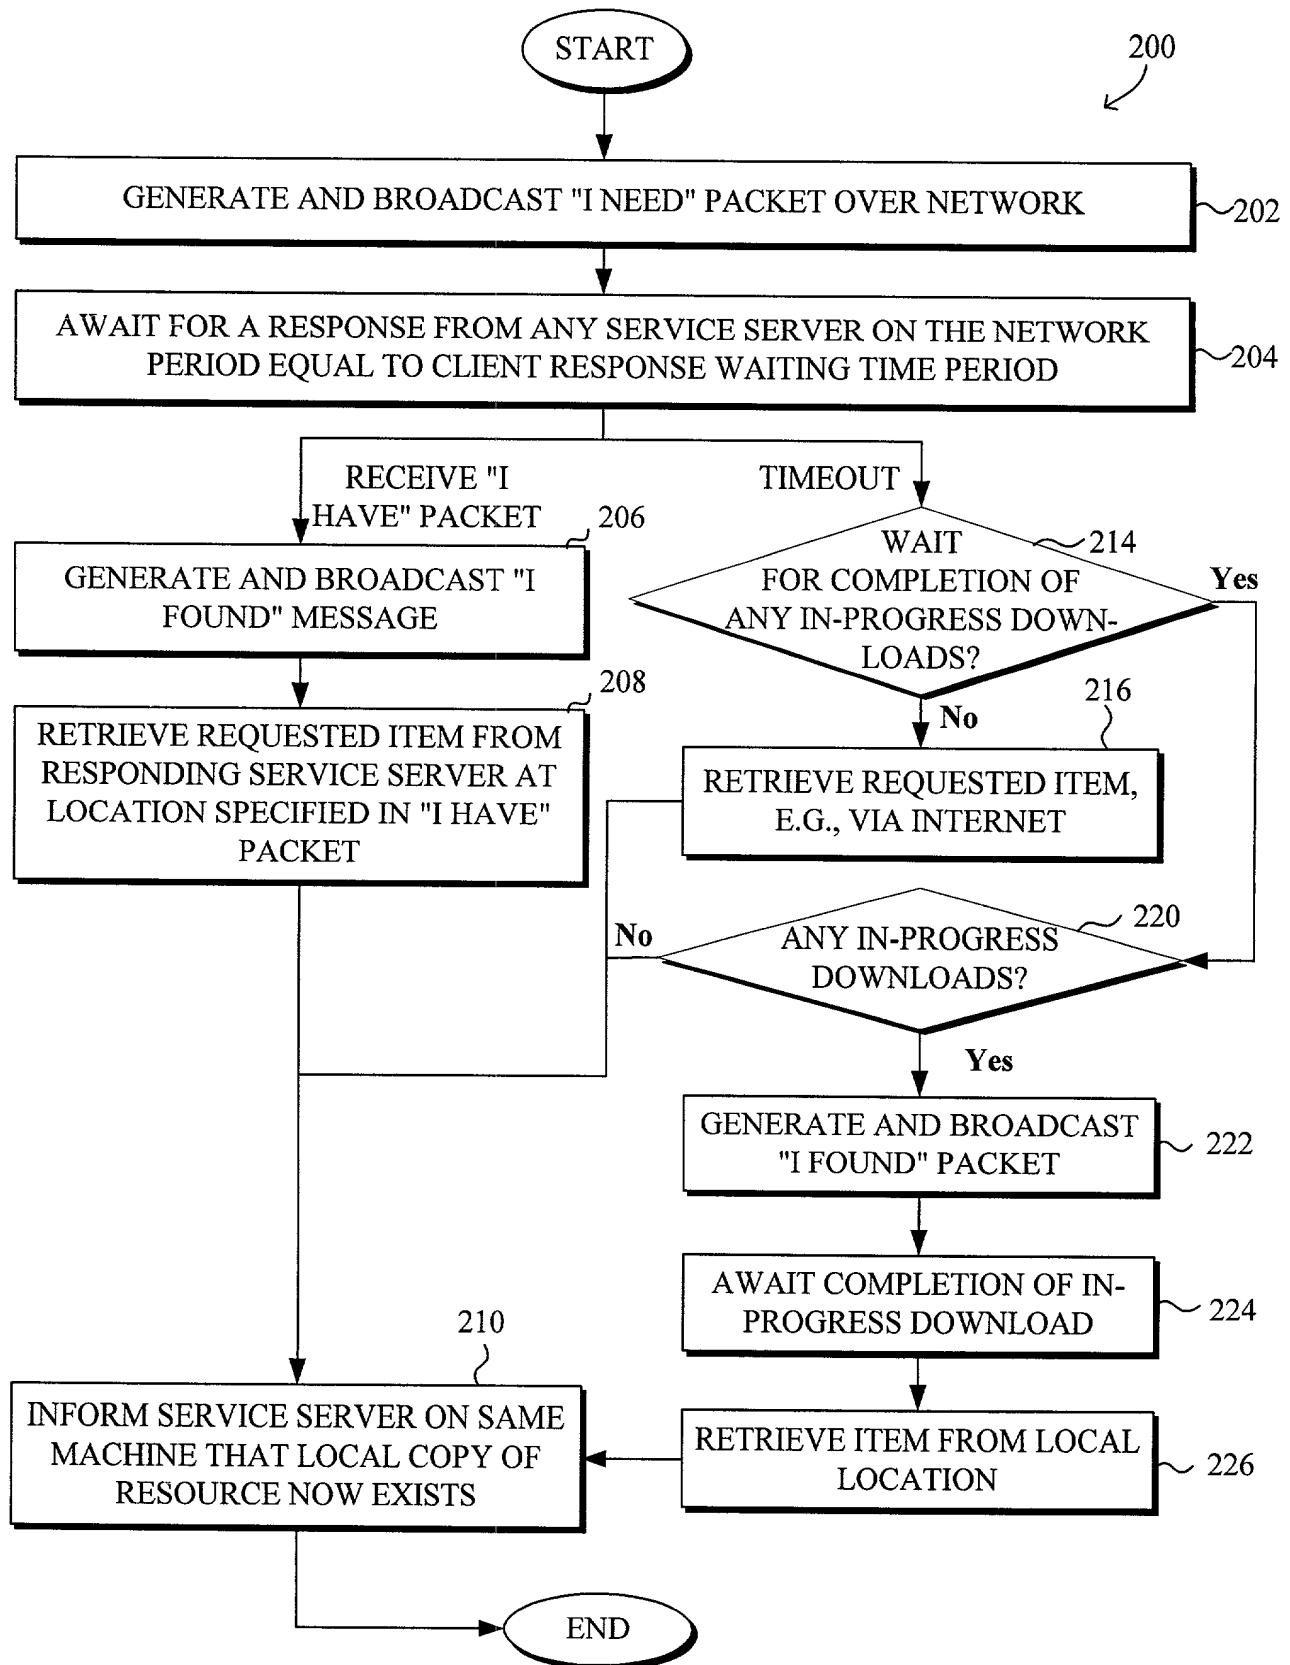 START
200
GENERATE AND BROADCAST "I NEED" PACKET OVER NETWORK
202
AWAIT FOR A RESPONSE FROM ANY SERVICE SERVER ON THE NETWORK
PERIOD EQUAL TO CLIENT RESPONSE WAITING TIME PERIOD
204
RECEIVE "I
HAVE" PACKET
TIMEOUT
206
GENERATE AND BROADCAST "I
FOUND" MESSAGE
WAIT
FOR COMPLETION OF
ANY IN-PROGRESS DOWN-
LOADS?
214
Yes
No
208
RETRIEVE REQUESTED ITEM FROM
RESPONDING SERVICE SERVER AT
LOCATION SPECIFIED IN "I HAVE"
PACKET
216
RETRIEVE REQUESTED ITEM,
E.G., VIA INTERNET
220
No
ANY IN-PROGRESS
DOWNLOADS?
Yes
GENERATE AND BROADCAST
"I FOUND" PACKET
222
AWAIT COMPLETION OF IN-
PROGRESS DOWNLOAD
224
210
INFORM SERVICE SERVER ON SAME
MACHINE THAT LOCAL COPY OF
RESOURCE NOW EXISTS
RETRIEVE ITEM FROM LOCAL
LOCATION
226
END